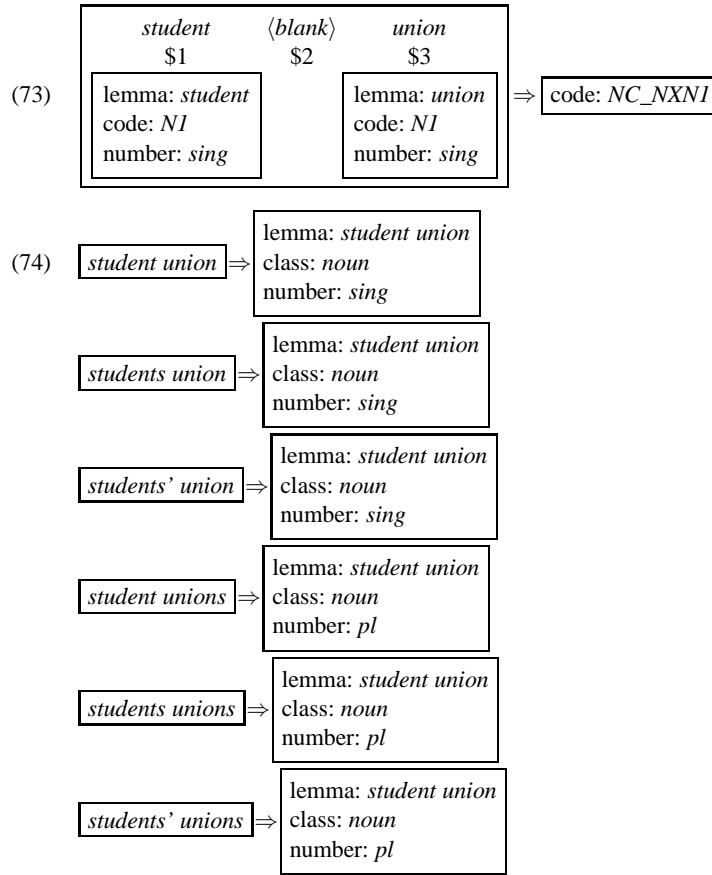 student ⟨blank⟩ union
$1 $2 $3
(73) lemma: student lemma: union ⇒ code: NC_NXN1
code: N1 code: N1
number: sing number: sing
(74) student union ⇒ lemma: student union
class: noun
number: sing
students union ⇒ lemma: student union
class: noun
number: sing
students’ union ⇒ lemma: student union
class: noun
number: sing
student unions ⇒ lemma: student union
class: noun
number: pl
students unions ⇒ lemma: student union
class: noun
number: pl
students’ unions ⇒ lemma: student union
class: noun
number: pl